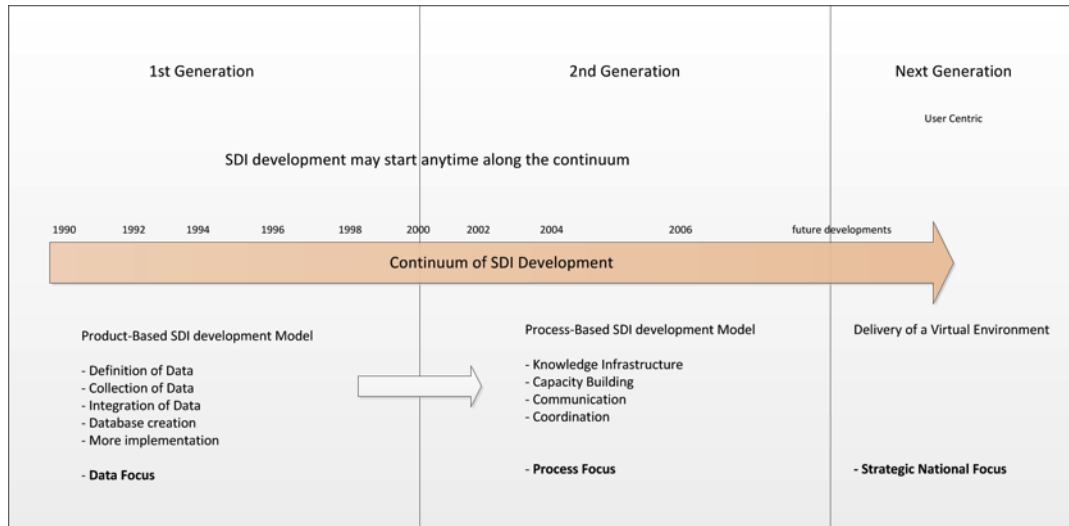 1st Generation
2nd Generation
Next Generation
User Centric
SDI development may start anytime along the continuum
1990 1992 1994 1996 1998 2000 2002 2004 2006 future developments
Continuum of SDI Development
Product-Based SDI development Model
- Definition of Data
- Collection of Data
- Integration of Data
- Database creation
- More implementation
- Data Focus
Process-Based SDI development Model
- Knowledge Infrastructure
- Capacity Building
- Communication
- Coordination
- Process Focus
Delivery of a Virtual Environment
- Strategic National Focus